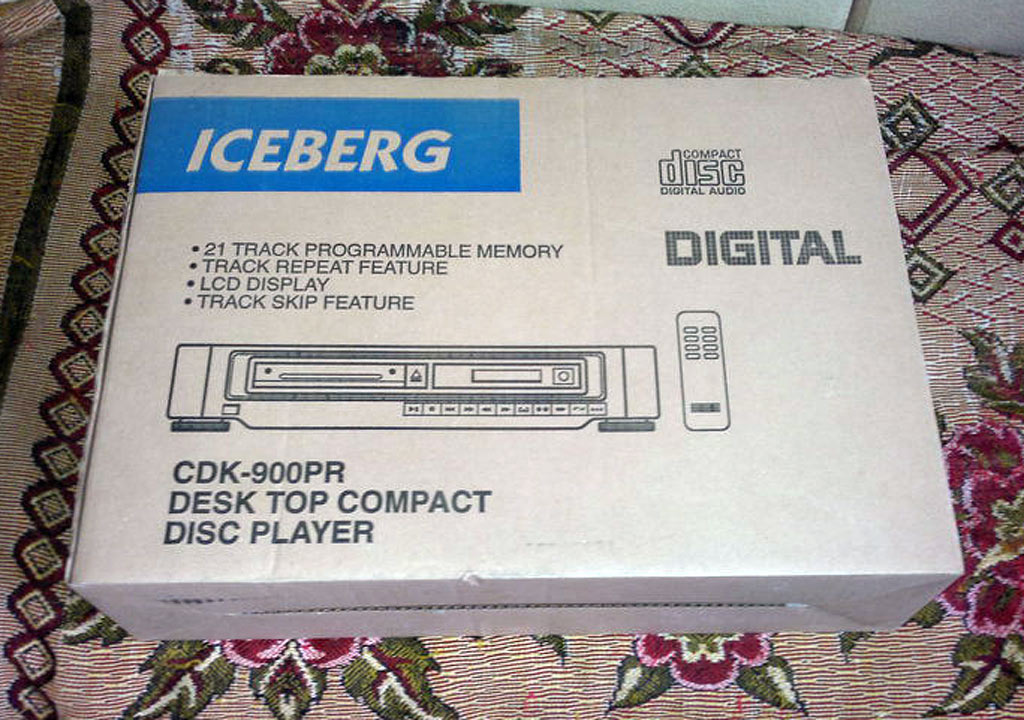 ICEBERG
COMPACT
disc
DIGITAL AUDIO
DIGITAL
• 21 TRACK PROGRAMMABLE MEMORY
• TRACK REPEAT FEATURE
• LCD DISPLAY
• TRACK SKIP FEATURE
CDK-900PR
DESK TOP COMPACT
DISC PLAYER